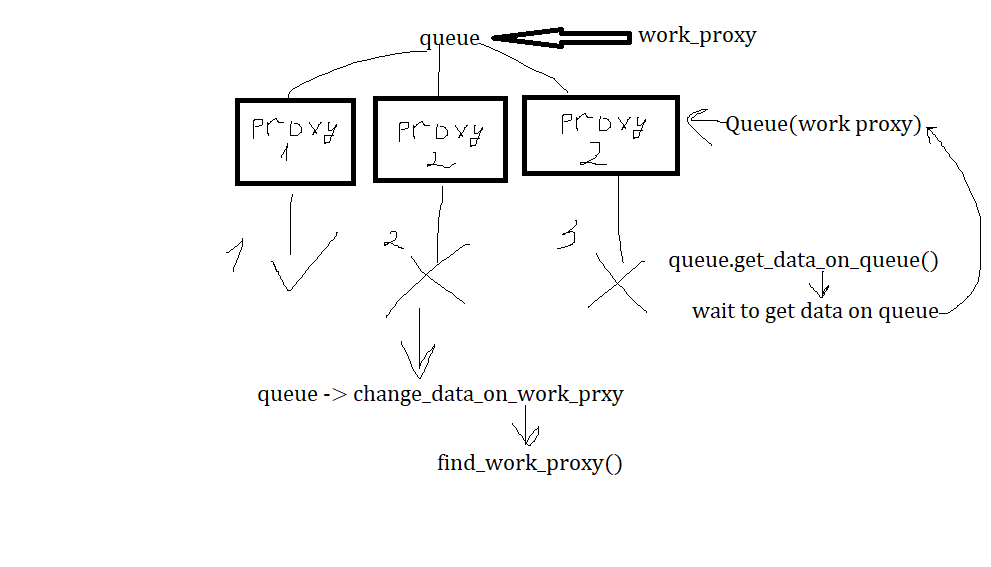 queue
work_proxy
proxy
1
proxy
2
proxy
2
Queue(work proxy)
1
2
3
queue.get_data_on_queue()
wait to get data on queue
queue -> change_data_on_work_prxy
find_work_proxy()